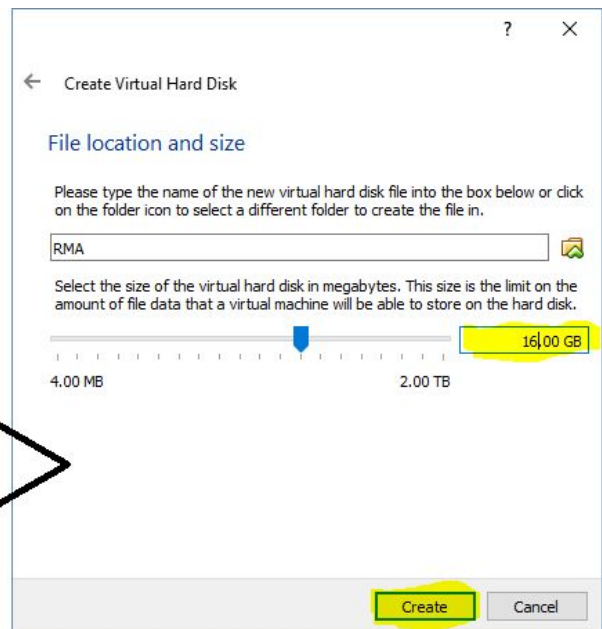 ?
Create Virtual Hard Disk
File location and size
Please type the name of the new virtual hard disk file into the box below or click
on the folder icon to select a different folder to create the file in.
RMA
Select the size of the virtual hard disk in megabytes. This size is the limit on the
amount of file data that a virtual machine will be able to store on the hard disk.
16.00 GB
4.00 MB 2.00 TB
Create Cancel